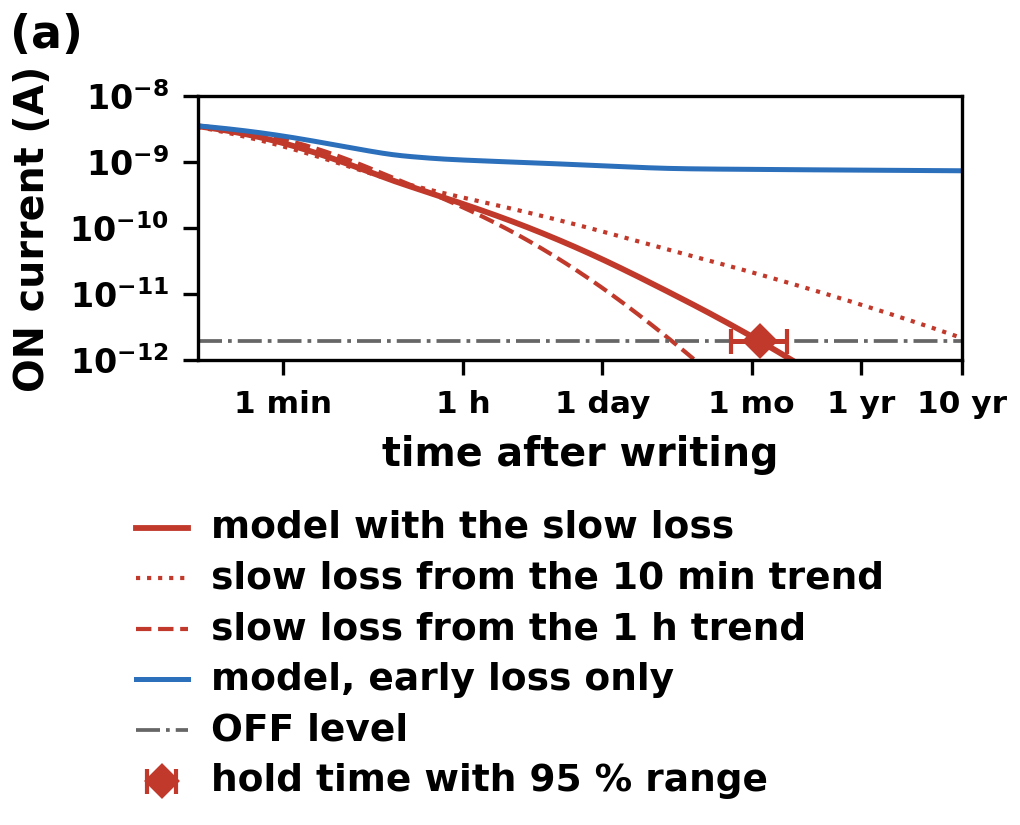 (a)
ON current (A)
10⁻⁸
10⁻⁹
10⁻¹⁰
10⁻¹¹
10⁻¹²
1 min 1 h 1 day 1 mo 1 yr 10 yr
time after writing
model with the slow loss
slow loss from the 10 min trend
slow loss from the 1 h trend
model, early loss only
OFF level
hold time with 95 % range